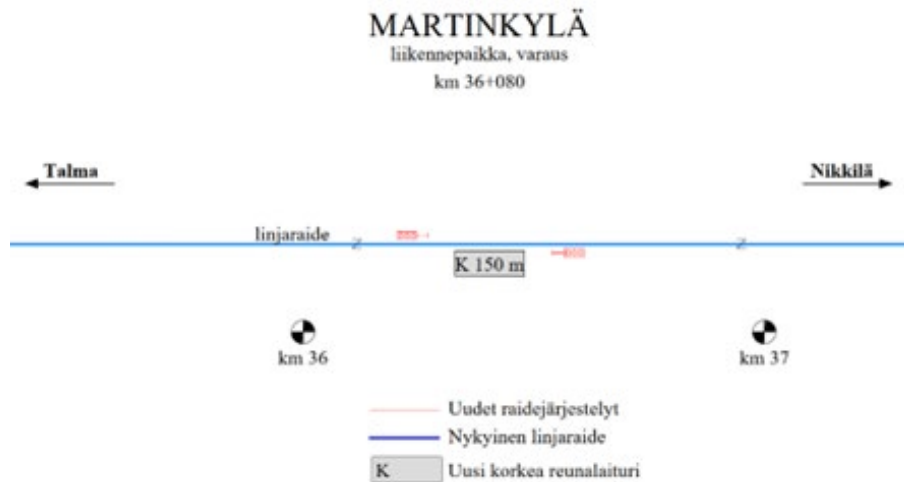 MARTINKYLÄ
liikennepaikka, varaus
km 36+080
Talma
Nikkilä
linjaraide
K 150 m
km 36
km 37
Uudet raidejärjestelyt
Nykyinen linjaraide
K Uusi korkea reunalaituri